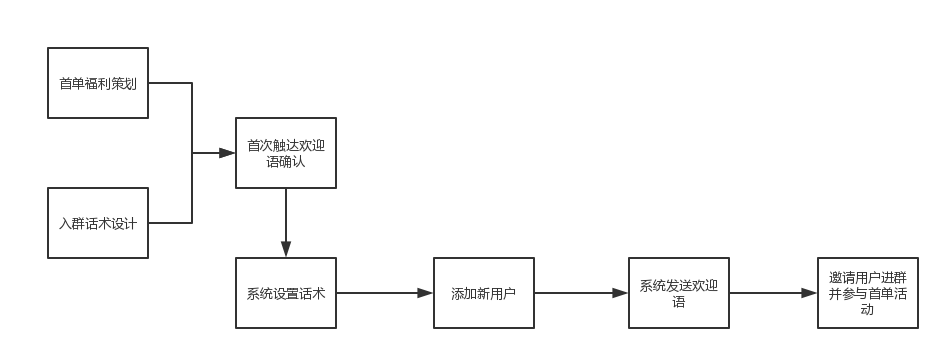 首单福利策划
首次触达欢迎
语确认
入群话术设计
系统设置话术
添加新用户
系统发送欢迎
语
邀请用户进群
并参与首单活
动